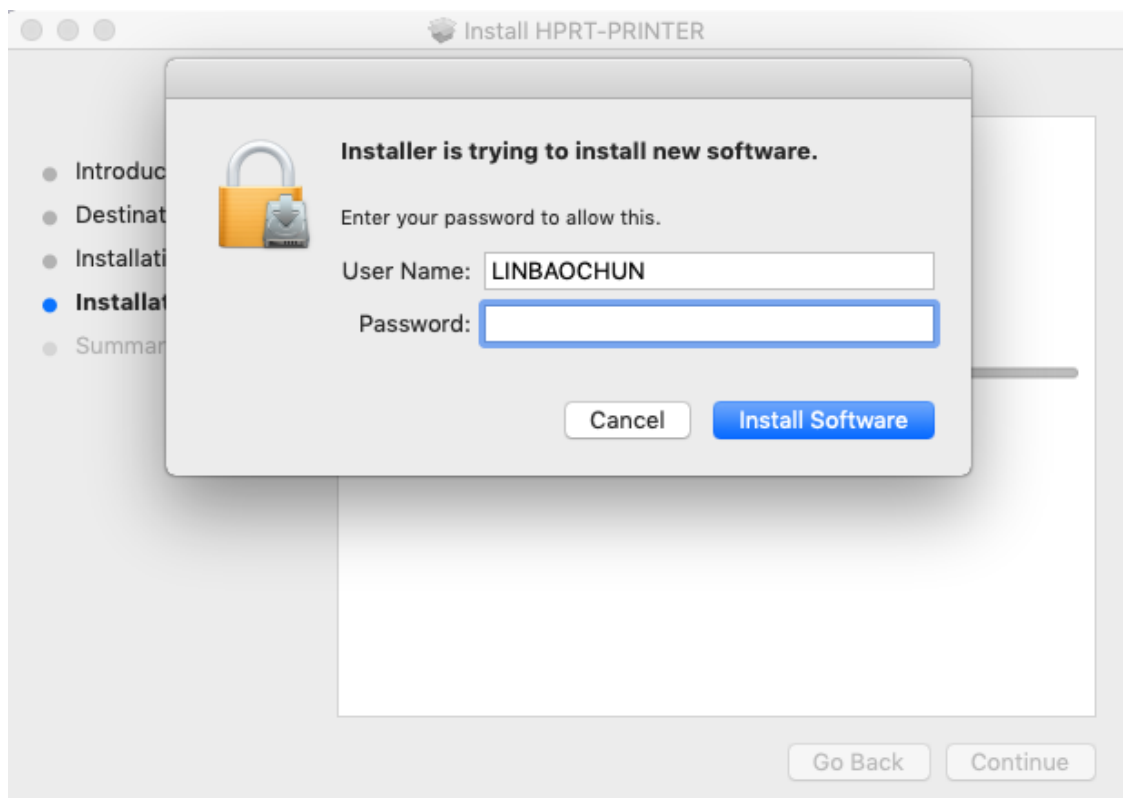 Install HPRT-PRINTER
Installer is trying to install new software.
Enter your password to allow this.
User Name: LINBAOCHUN
Password:
Cancel Install Software
Introduc
Destinat
Installati
Installat
Summar
Go Back Continue